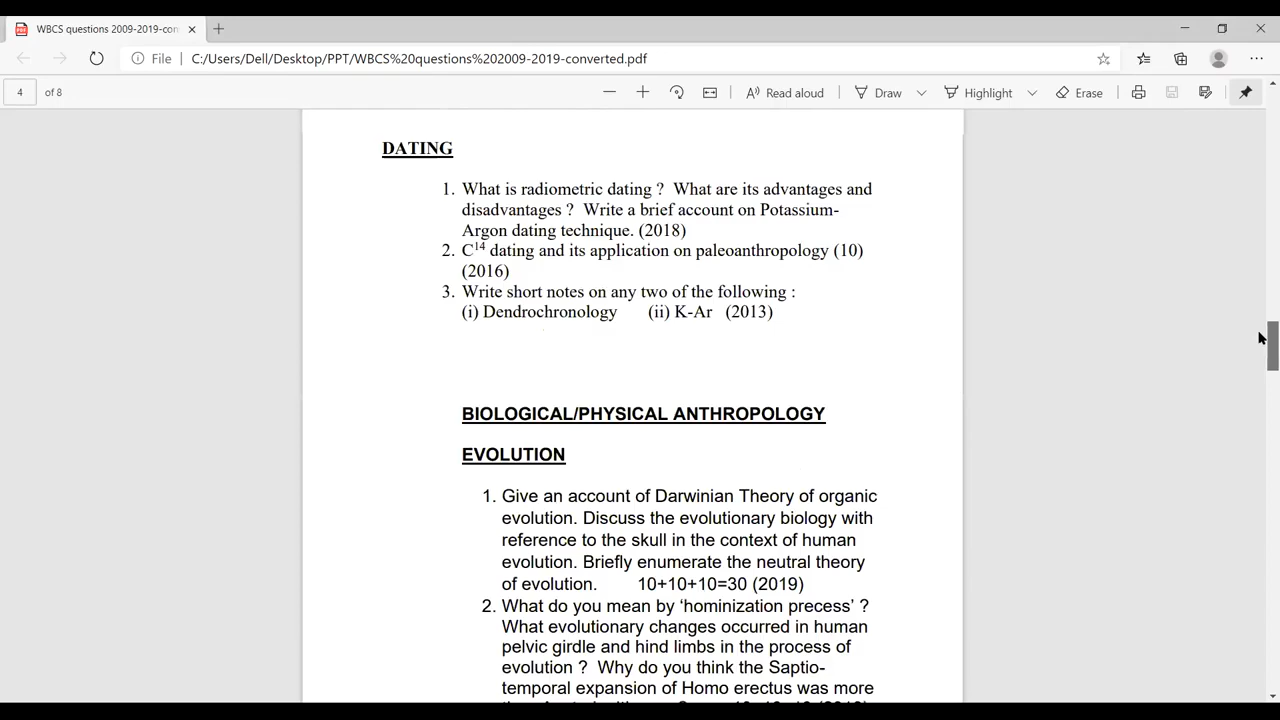 WBCS questions 2009-2019-con
File C:/Users/Dell/Desktop/PPT/WBCS%20questions%202009-2019-converted.pdf
4 of 8 Read aloud Draw Highlight Erase
DATING
1. What is radiometric dating ? What are its advantages and
disadvantages ? Write a brief account on Potassium-
Argon dating technique. (2018)
2. C¹⁴ dating and its application on paleoanthropology (10)
(2016)
3. Write short notes on any two of the following :
(i) Dendrochronology (ii) K-Ar (2013)
BIOLOGICAL/PHYSICAL ANTHROPOLOGY
EVOLUTION
1. Give an account of Darwinian Theory of organic
evolution. Discuss the evolutionary biology with
reference to the skull in the context of human
evolution. Briefly enumerate the neutral theory
of evolution. 10+10+10=30 (2019)
2. What do you mean by ‘hominization precess’ ?
What evolutionary changes occurred in human
pelvic girdle and hind limbs in the process of
evolution ? Why do you think the Saptio-
temporal expansion of Homo erectus was more